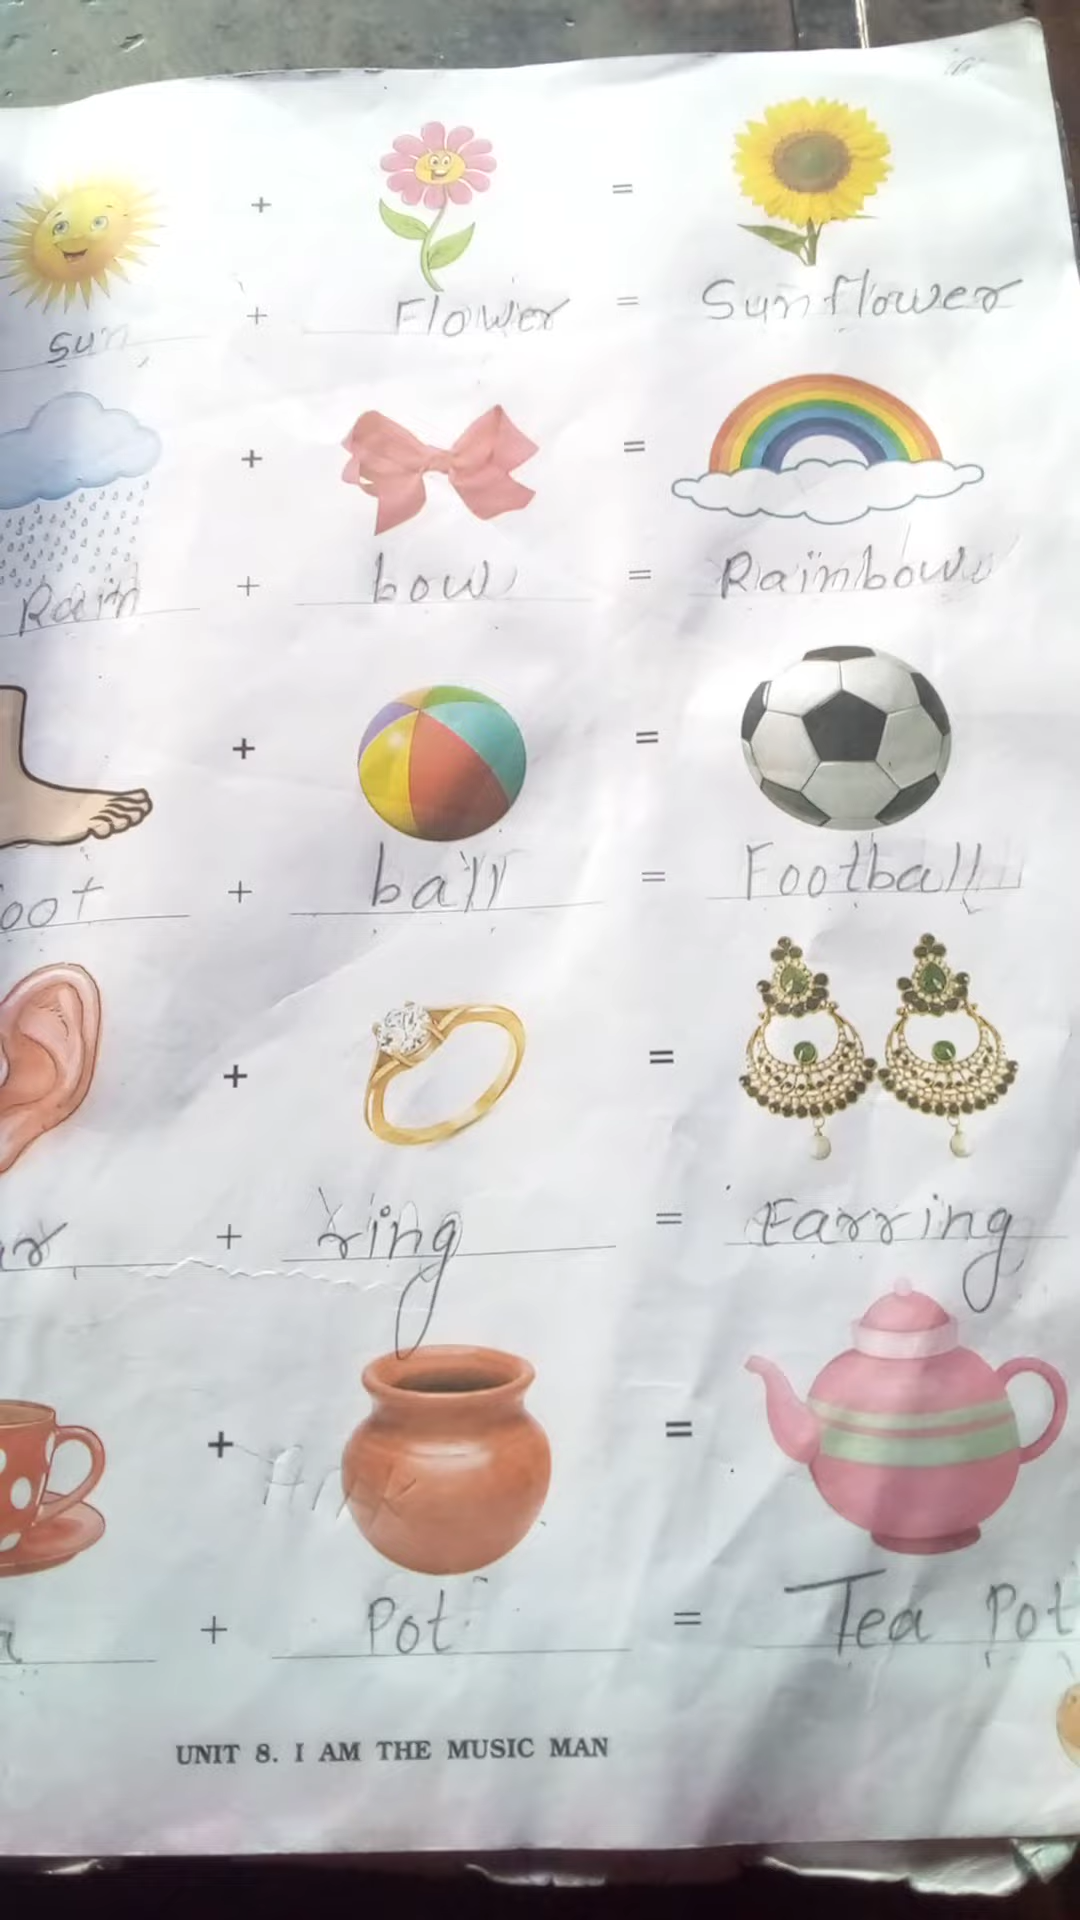 + =
sun + Flower = Sunflower
+ =
Rain + bow = Rainbow
+ =
oot + ball = Football
+ =
ar + ring = Earring
+ =
a + Pot = Tea Pot
UNIT 8. I AM THE MUSIC MAN